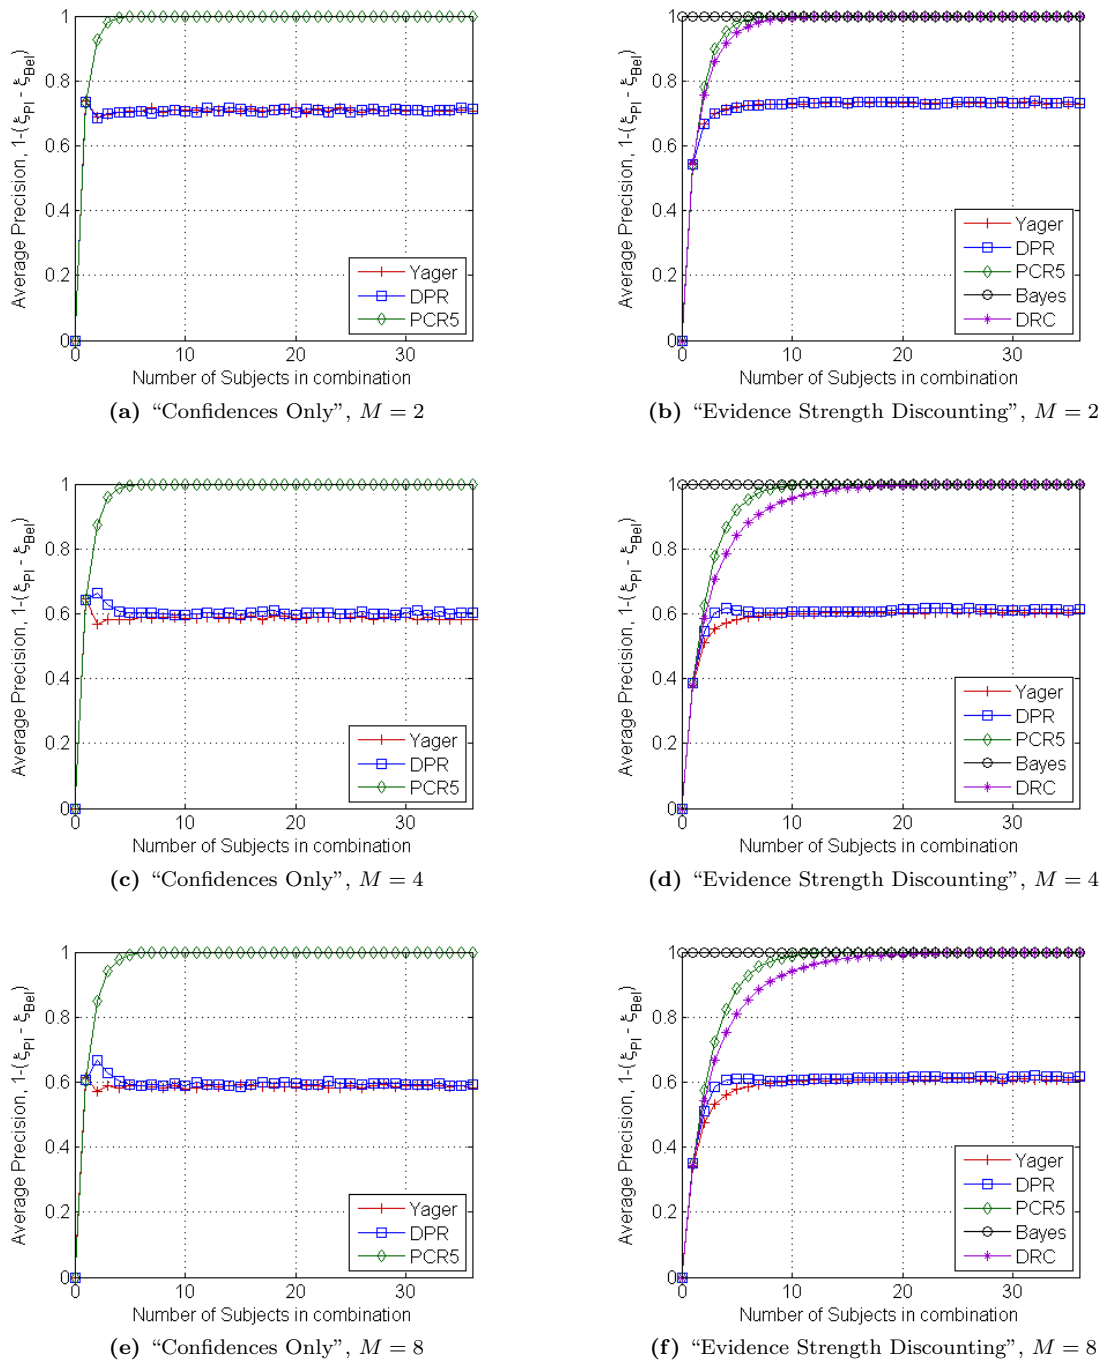 1
0.8
0.6
0.4
0.2
0
0
10
20
30
Average Precision, 1-(ξPl - ξBel)
Number of Subjects in combination
Yager
DPR
PCR5
(a) “Confidences Only”, M = 2
1
0.8
0.6
0.4
0.2
0
0
10
20
30
Average Precision, 1-(ξPl - ξBel)
Number of Subjects in combination
Yager
DPR
PCR5
Bayes
DRC
(b) “Evidence Strength Discounting”, M = 2
1
0.8
0.6
0.4
0.2
0
0
10
20
30
Average Precision, 1-(ξPl - ξBel)
Number of Subjects in combination
Yager
DPR
PCR5
(c) “Confidences Only”, M = 4
1
0.8
0.6
0.4
0.2
0
0
10
20
30
Average Precision, 1-(ξPl - ξBel)
Number of Subjects in combination
Yager
DPR
PCR5
Bayes
DRC
(d) “Evidence Strength Discounting”, M = 4
1
0.8
0.6
0.4
0.2
0
0
10
20
30
Average Precision, 1-(ξPl - ξBel)
Number of Subjects in combination
Yager
DPR
PCR5
(e) “Confidences Only”, M = 8
1
0.8
0.6
0.4
0.2
0
0
10
20
30
Average Precision, 1-(ξPl - ξBel)
Number of Subjects in combination
Yager
DPR
PCR5
Bayes
DRC
(f) “Evidence Strength Discounting”, M = 8